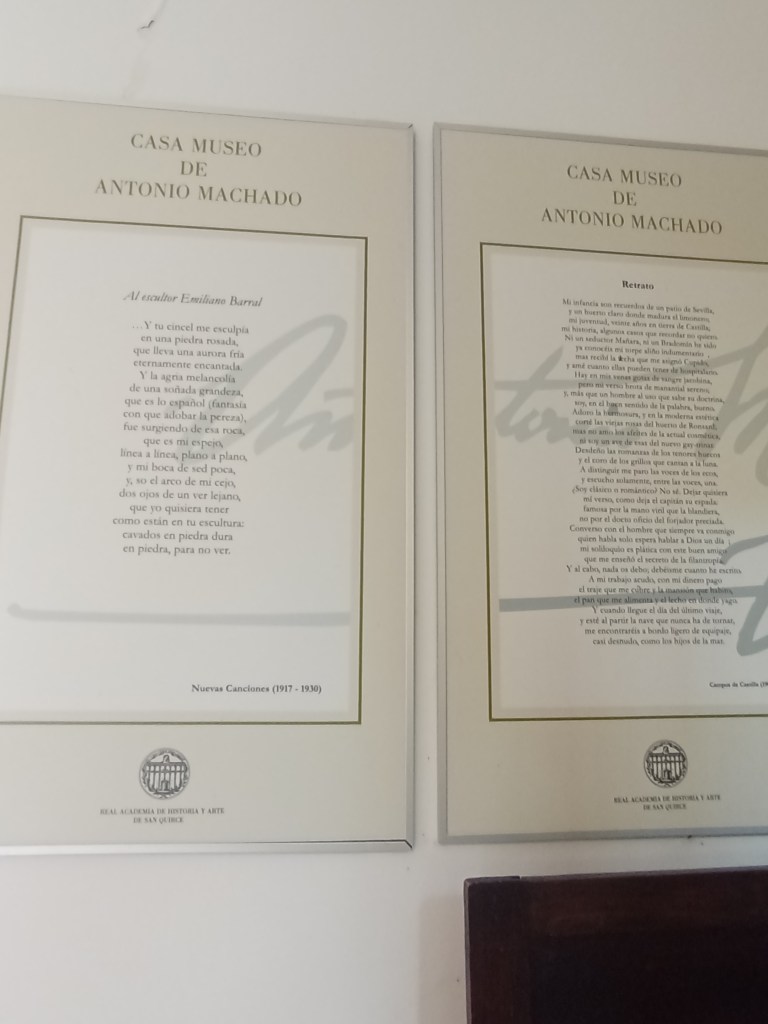 CASA MUSEO
DE
ANTONIO MACHADO
Al escultor Emiliano Barral
...Y tu cincel me esculpía
en una piedra rosada,
que lleva una aurora fría
eternamente encantada.
Y la agria melancolía
de una soñada grandeza,
que es lo español (fantasía
con que adobar la pereza),
fue surgiendo de esa roca,
que es mi espejo,
línea a línea, plano a plano,
y mi boca de sed poca,
y, so el arco de mi cejo,
dos ojos de un ver lejano,
que yo quisiera tener
como están en tu escultura:
cavados en piedra dura
en piedra, para no ver.
Nuevas Canciones (1917 - 1930)
REAL ACADEMIA DE HISTORIA Y ARTE
DE SAN QUIRCE
CASA MUSEO
DE
ANTONIO MACHADO
Retrato
Mi infancia son recuerdos de un patio de Sevilla,
y un huerto claro donde madura el limonero;
mi juventud, veinte años en tierra de Castilla;
mi historia, algunos casos que recordar no quiero.
Ni un seductor Mañara, ni un Bradomín he sido
ya conocéis mi torpe aliño indumentario ,
mas recibí la flecha que me asignó Cupido,
y amé cuanto ellas pueden tener de hospitalario.
Hay en mis venas gotas de sangre jacobina,
pero mi verso brota de manantial sereno;
y, más que un hombre al uso que sabe su doctrina,
soy, en el buen sentido de la palabra, bueno.
Adoro la hermosura, y en la moderna estética
corté las viejas rosas del huerto de Ronsard;
mas no amo los afeites de la actual cosmética,
ni soy un ave de esas del nuevo gay-trinar.
Desdeño las romanzas de los tenores huecos
y el coro de los grillos que cantan a la luna.
A distinguir me paro las voces de los ecos,
y escucho solamente, entre las voces, una.
¿Soy clásico o romántico? No sé. Dejar quisiera
mi verso, como deja el capitán su espada:
famosa por la mano viril que la blandiera,
no por el docto oficio del forjador preciada.
Converso con el hombre que siempre va conmigo
quien habla solo espera hablar a Dios un día ;
mi soliloquio es plática con este buen amigo
que me enseñó el secreto de la filantropía.
Y al cabo, nada os debo; debéisme cuanto he escrito.
A mi trabajo acudo, con mi dinero pago
el traje que me cubre y la mansión que habito,
el pan que me alimenta y el lecho en donde yago.
Y cuando llegue el día del último viaje,
y esté al partir la nave que nunca ha de tornar,
me encontraréis a bordo ligero de equipaje,
casi desnudo, como los hijos de la mar.
Campos de Castilla
REAL ACADEMIA DE HISTORIA Y ARTE
DE SAN QUIRCE